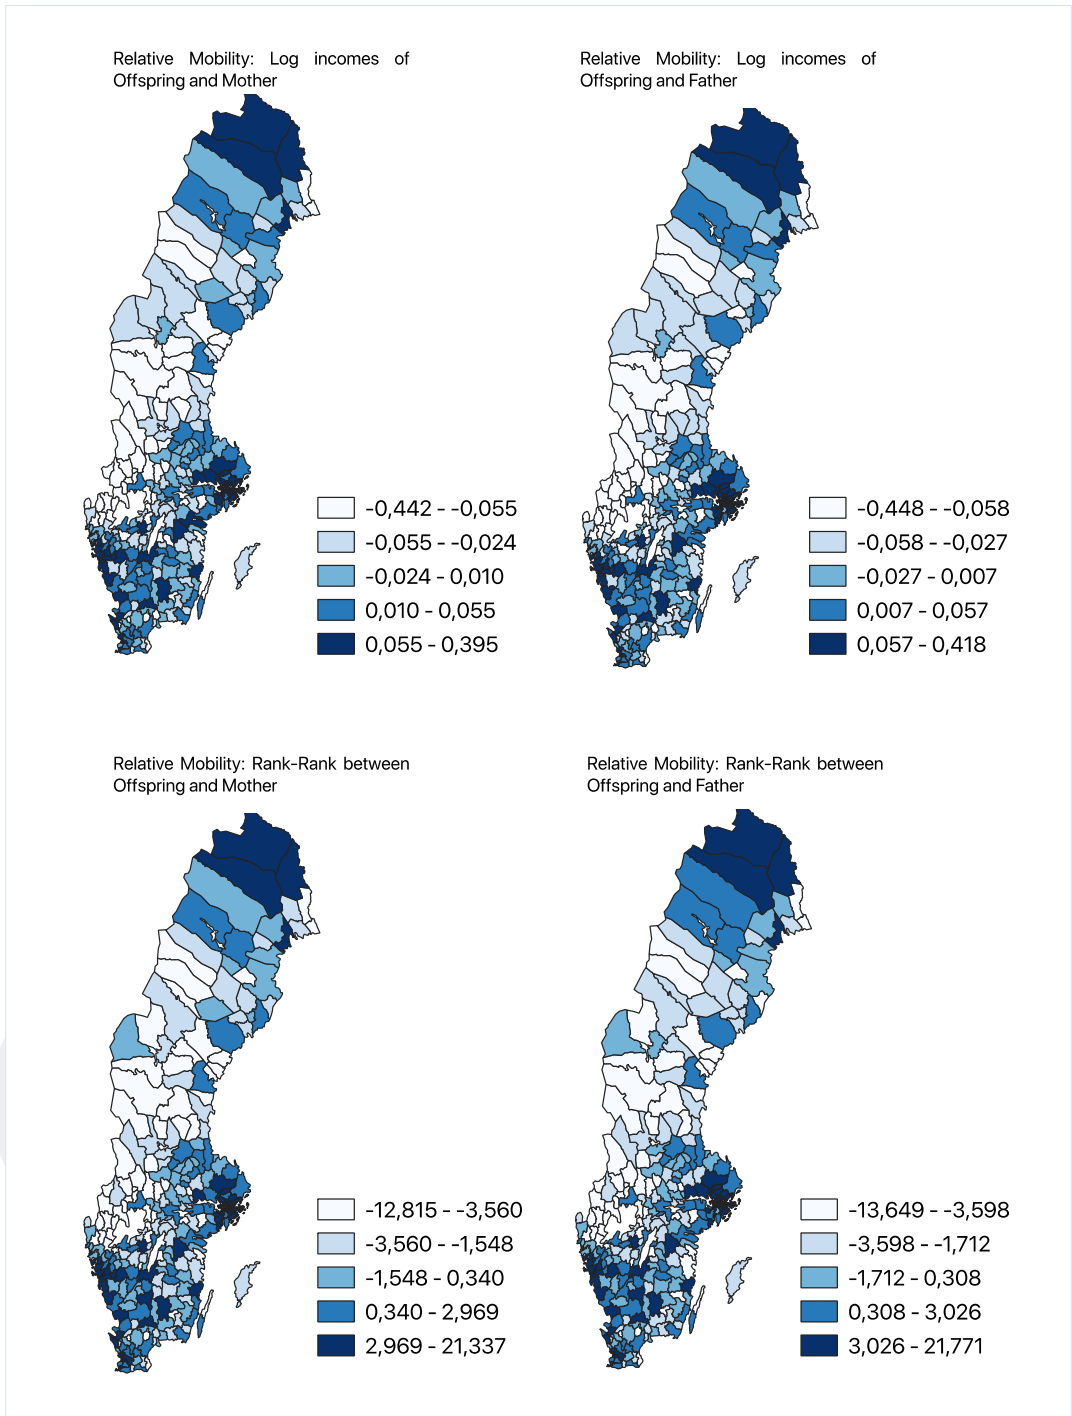 Relative Mobility: Log incomes of
Offspring and Mother
Relative Mobility: Log incomes of
Offspring and Father
-0,442 - -0,055
-0,055 - -0,024
-0,024 - 0,010
0,010 - 0,055
0,055 - 0,395
-0,448 - -0,058
-0,058 - -0,027
-0,027 - 0,007
0,007 - 0,057
0,057 - 0,418
Relative Mobility: Rank-Rank between
Offspring and Mother
Relative Mobility: Rank-Rank between
Offspring and Father
-12,815 - -3,560
-3,560 - -1,548
-1,548 - 0,340
0,340 - 2,969
2,969 - 21,337
-13,649 - -3,598
-3,598 - -1,712
-1,712 - 0,308
0,308 - 3,026
3,026 - 21,771